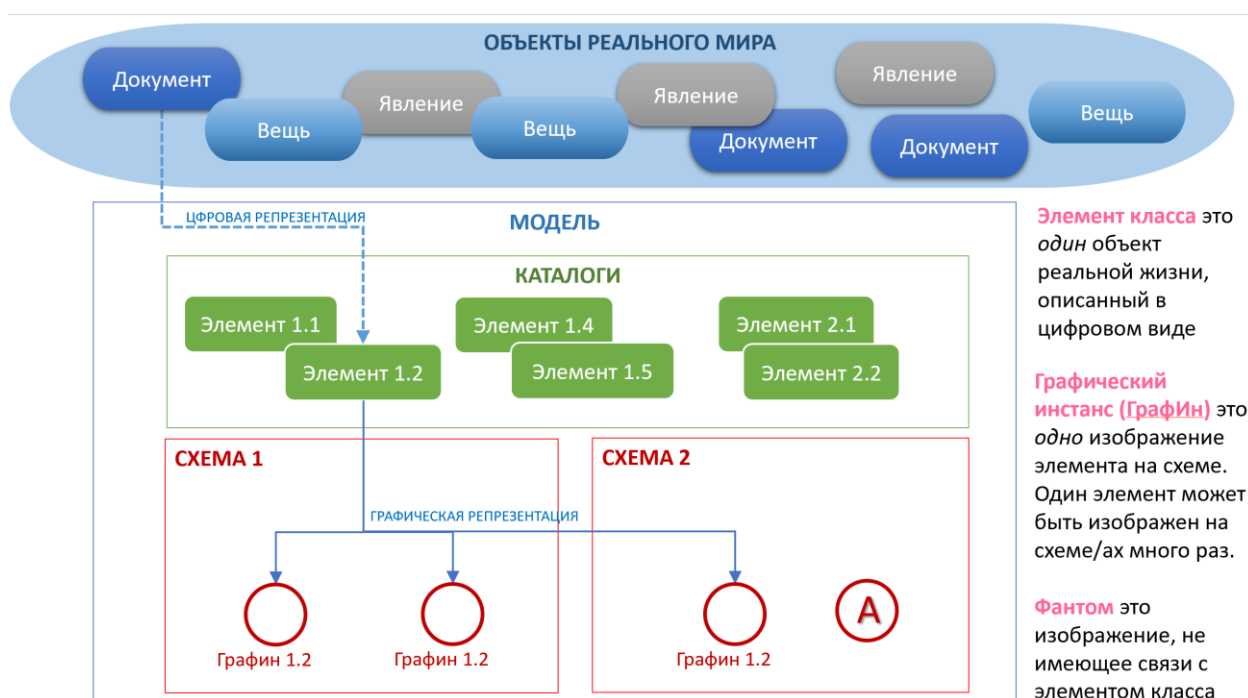 ОБЪЕКТЫ РЕАЛЬНОГО МИРА
Документ
Вещь
Явление
Вещь
Явление
Документ
Явление
Документ
Вещь
ЦФРОВАЯ РЕПРЕЗЕНТАЦИЯ
МОДЕЛЬ
КАТАЛОГИ
Элемент 1.1
Элемент 1.2
Элемент 1.4
Элемент 1.5
Элемент 2.1
Элемент 2.2
СХЕМА 1
СХЕМА 2
ГРАФИЧЕСКАЯ РЕПРЕЗЕНТАЦИЯ
A
Графин 1.2
Графин 1.2
Графин 1.2
Элемент класса это
один объект
реальной жизни,
описанный в
цифровом виде
Графический
инстанс (ГрафИн) это
одно изображение
элемента на схеме.
Один элемент может
быть изображен на
схеме/ах много раз.
Фантом это
изображение, не
имеющее связи с
элементом класса